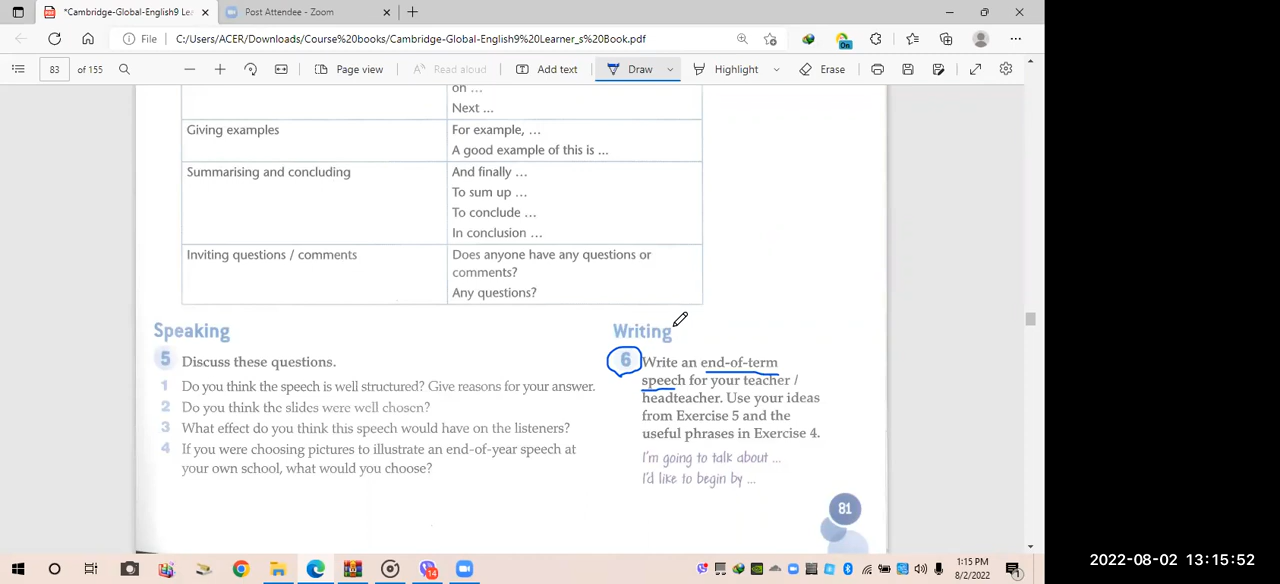 *Cambridge-Global-English9 Le
Post Attendee - Zoom
File
C:/Users/ACER/Downloads/Course%20books/Cambridge-Global-English9%20Learner_s%20Book.pdf
On
83 of 155
Page view
Read aloud
Add text
Draw
Highlight
Erase
on ...
Next ...
Giving examples
For example, ...
A good example of this is ...
Summarising and concluding
And finally ...
To sum up ...
To conclude ...
In conclusion ...
Inviting questions / comments
Does anyone have any questions or
comments?
Any questions?
Speaking
5 Discuss these questions.
1 Do you think the speech is well structured? Give reasons for your answer.
2 Do you think the slides were well chosen?
3 What effect do you think this speech would have on the listeners?
4 If you were choosing pictures to illustrate an end-of-year speech at
your own school, what would you choose?
Writing
6 Write an end-of-term
speech for your teacher /
headteacher. Use your ideas
from Exercise 5 and the
useful phrases in Exercise 4.
I'm going to talk about ...
I'd like to begin by ...
81
14
1:15 PM
8/2/2022
1
2022-08-02 13:15:52